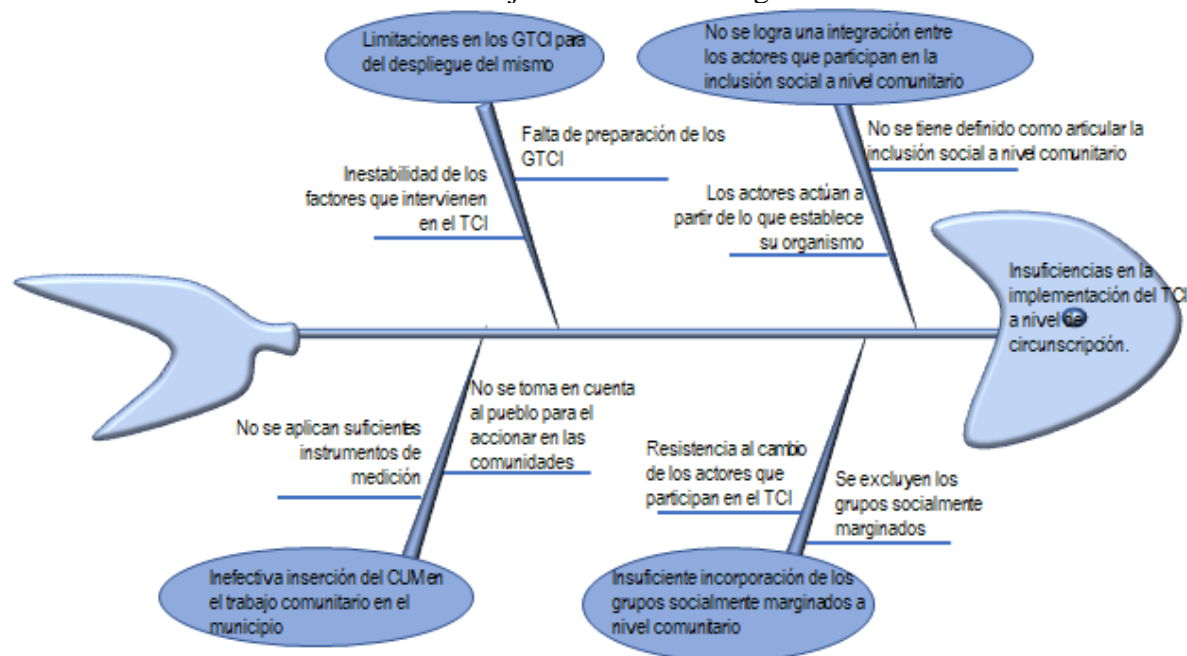 Limitaciones en los GTCI para
del despliegue del mismo
No se logra una integración entre
los actores que participan en la
inclusión social a nivel comunitario
Falta de preparación de los
GTCI
Inestabilidad de los
factores que intervienen
en el TCI
No se tiene definido como articular la
inclusión social a nivel comunitario
Los actores actúan a
partir de lo que establece
su organismo
Insuficiencias en la
implementación del TCI
a nivel de
circunscripción.
No se toma en cuenta
al pueblo para el
accionar en las
comunidades
No se aplican suficientes
instrumentos de
medición
Resistencia al cambio
de los actores que
participan en el TCI
Se excluyen los
grupos socialmente
marginados
Inefectiva inserción del CUM en
el trabajo comunitario en el
municipio
Insuficiente incorporación de los
grupos socialmente marginados a
nivel comunitario